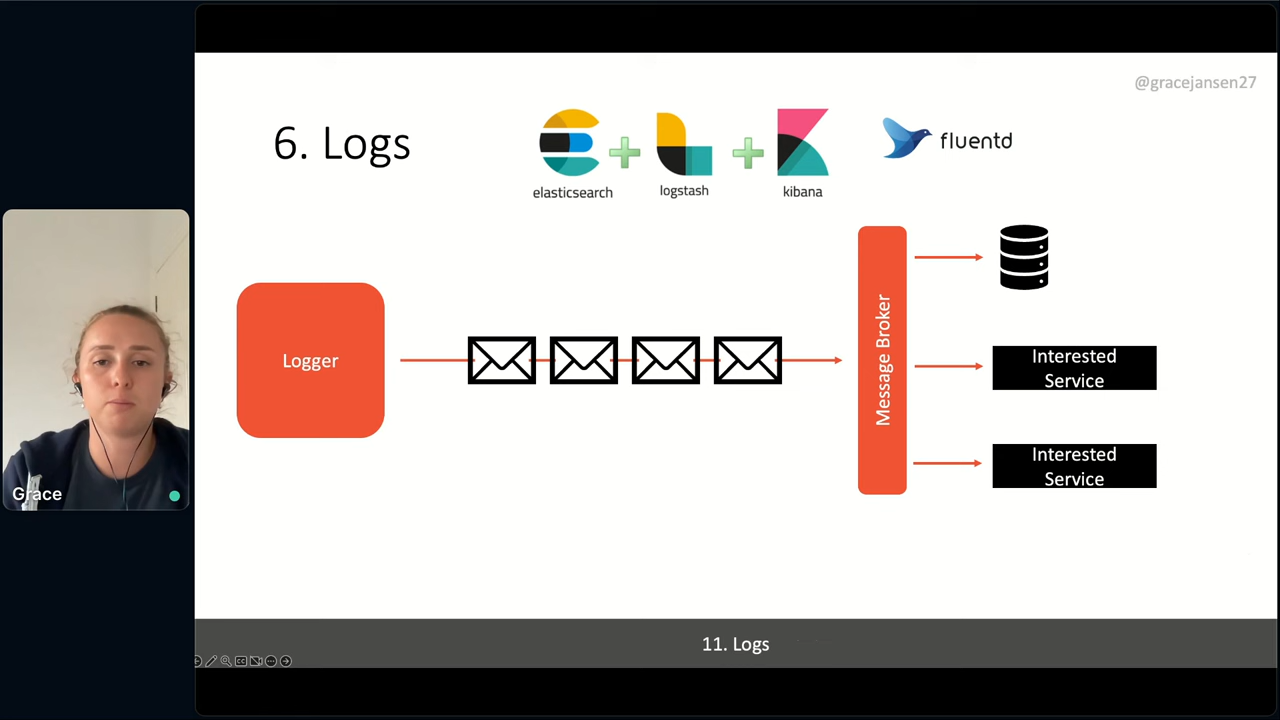 @gracejansen27
6. Logs
elasticsearch
logstash
kibana
fluentd
Logger
Message Broker
Interested
Service
Interested
Service
Grace
11. Logs